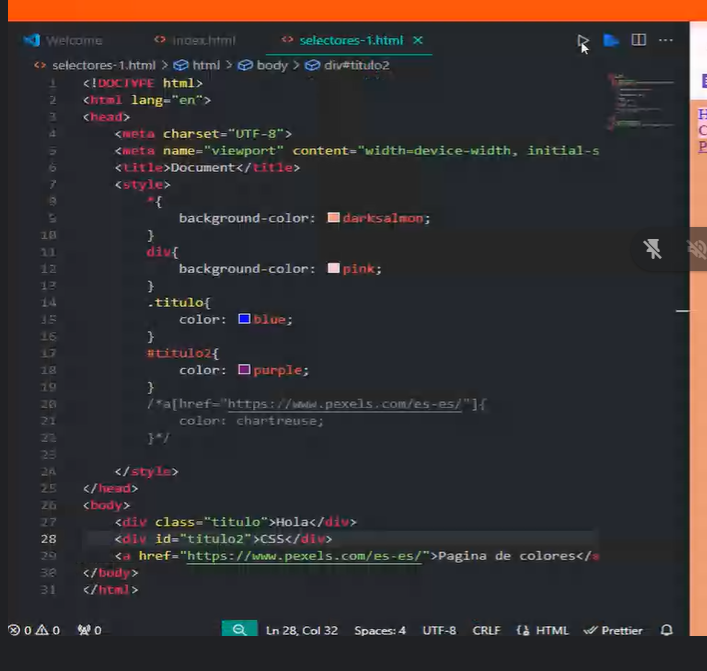 Welcome index.html selectores-1.html
selectores-1.html > html > body > div#titulo2
1 <!DOCTYPE html>
2 <html lang="en">
3 <head>
4 <meta charset="UTF-8">
5 <meta name="viewport" content="width=device-width, initial-s
6 <title>Document</title>
7 <style>
8 *{
9 background-color: darksalmon;
10 }
11 div{
12 background-color: pink;
13 }
14 .titulo{
15 color: blue;
16 }
17 #titulo2{
18 color: purple;
19 }
20 /*a[href="https://www.pexels.com/es-es/"]{
21 color: chartreuse;
22 }*/
23
24 </style>
25 </head>
26 <body>
27 <div class="titulo">Hola</div>
28 <div id="titulo2">CSS</div>
29 <a href="https://www.pexels.com/es-es/">Pagina de colores</a
30 </body>
31 </html>
0 0 0 Ln 28, Col 32 Spaces: 4 UTF-8 CRLF HTML Prettier